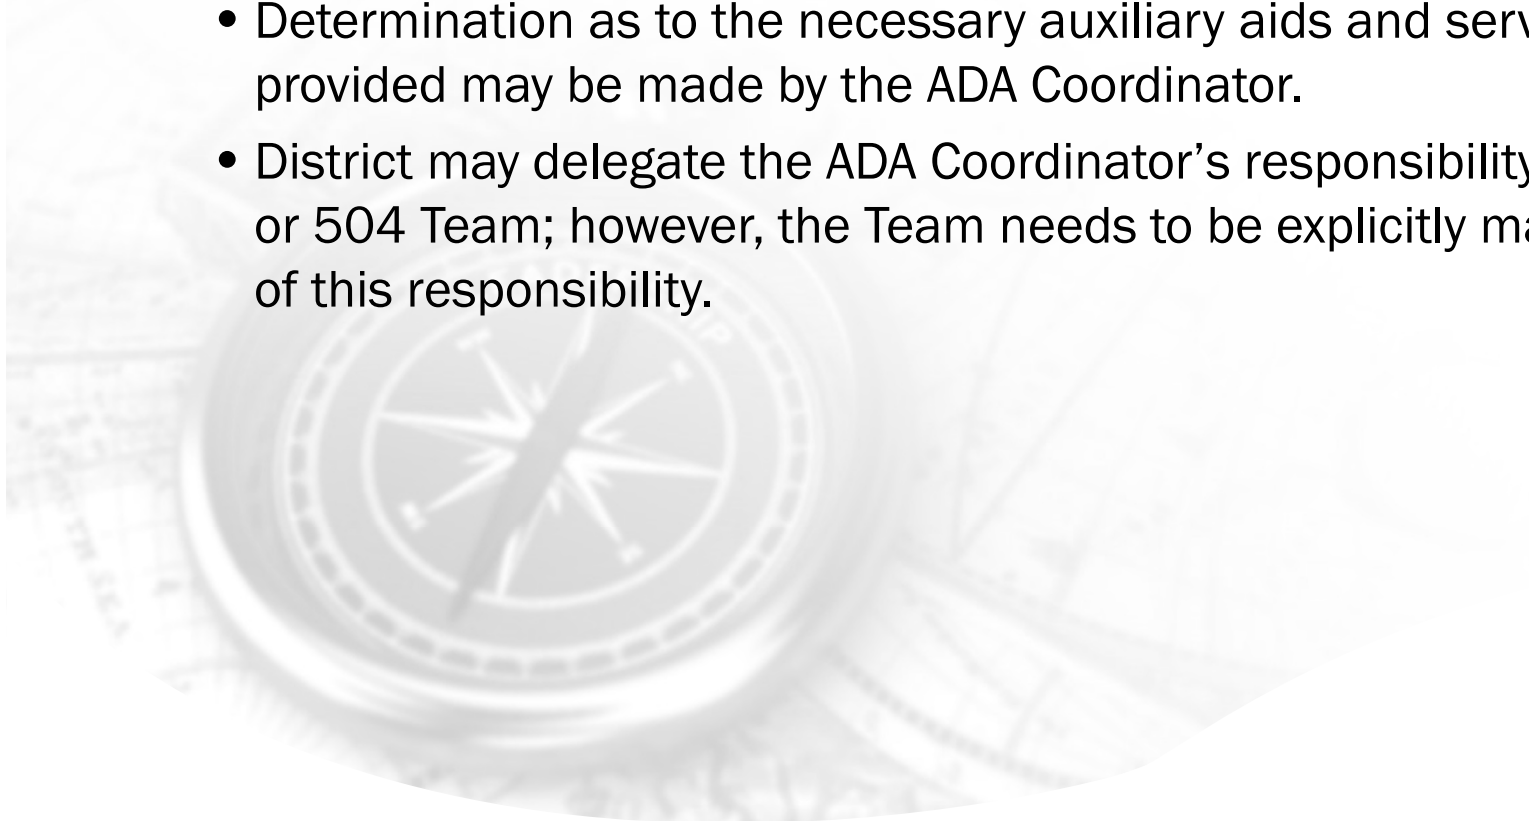 • Determination as to the necessary auxiliary aids and serv
provided may be made by the ADA Coordinator.
• District may delegate the ADA Coordinator’s responsibility
or 504 Team; however, the Team needs to be explicitly ma
of this responsibility.